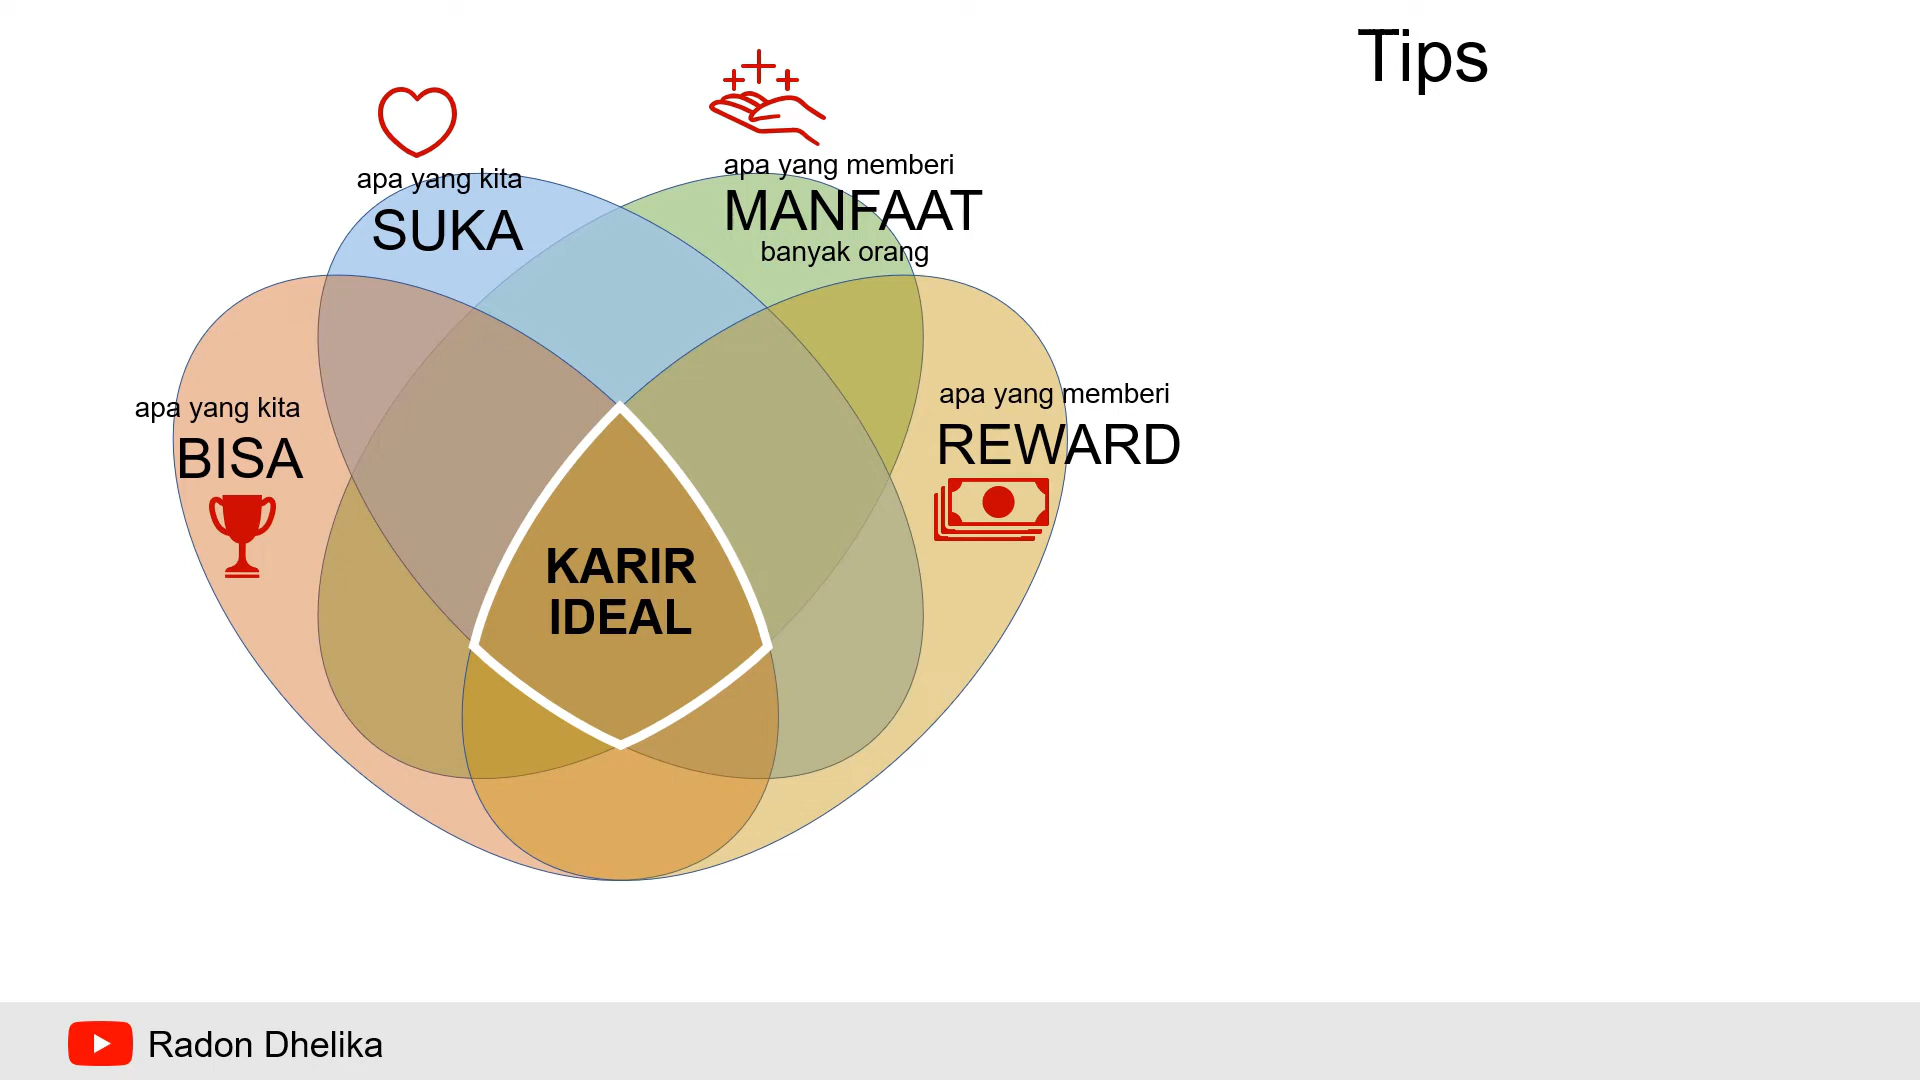 Tips
apa yang kita
SUKA
apa yang memberi
MANFAAT
banyak orang
apa yang kita
BISA
apa yang memberi
REWARD
KARIR
IDEAL
Radon Dhelika